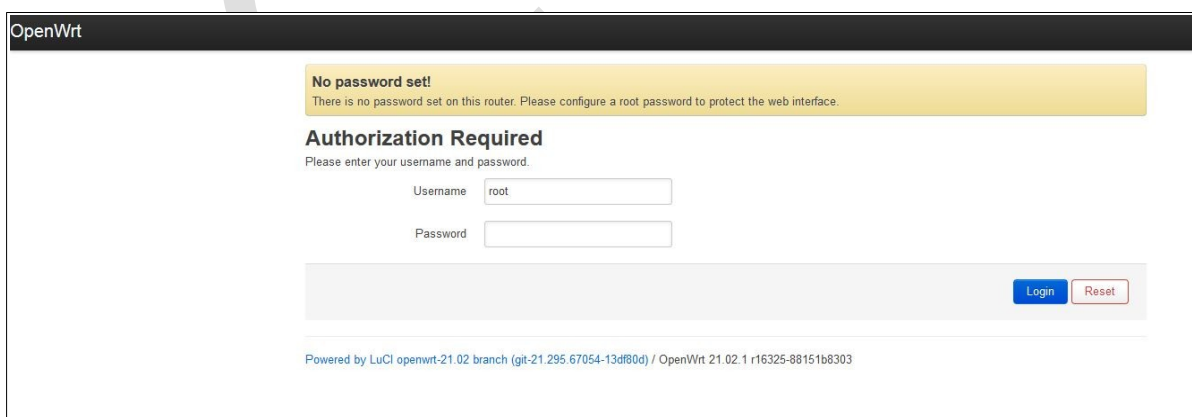 OpenWrt
No password set!
There is no password set on this router. Please configure a root password to protect the web interface.
Authorization Required
Please enter your username and password.
Username root
Password
Login Reset
Powered by LuCI openwrt-21.02 branch (git-21.295.67054-13df80d) / OpenWrt 21.02.1 r16325-88151b8303